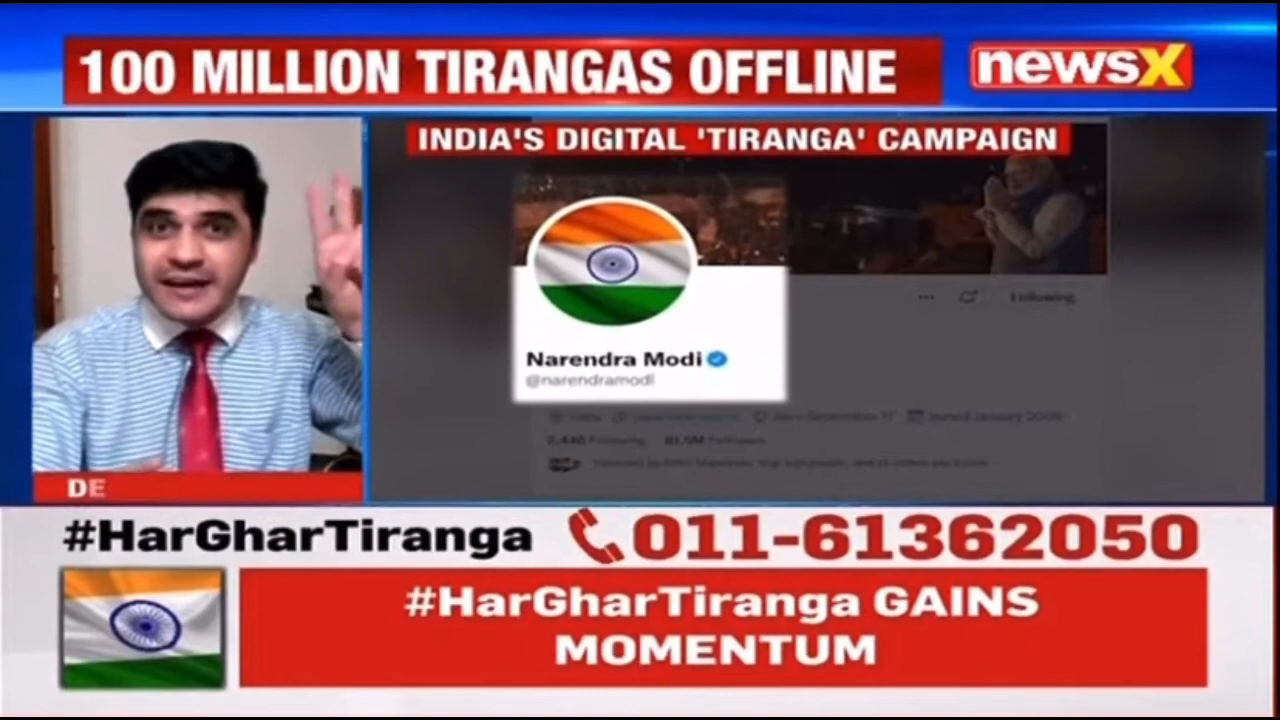 100 MILLION TIRANGAS OFFLINE
newsX
INDIA'S DIGITAL 'TIRANGA' CAMPAIGN
Following
Narendra Modi
@narendramodi
DE
#HarGharTiranga
011-61362050
#HarGharTiranga GAINS
MOMENTUM